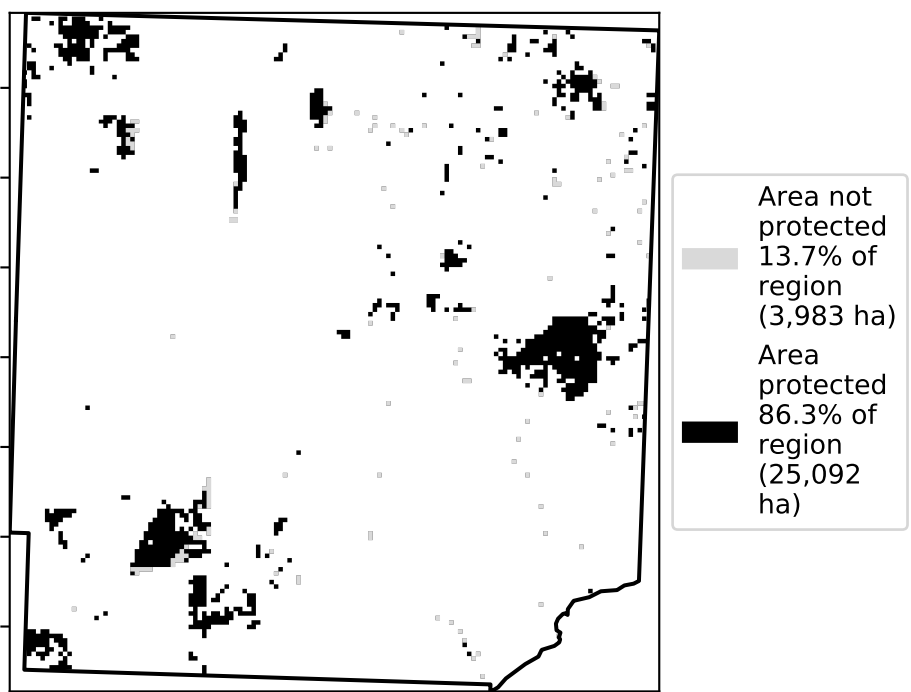 Area not
protected
13.7% of
region
(3,983 ha)
Area
protected
86.3% of
region
(25,092
ha)